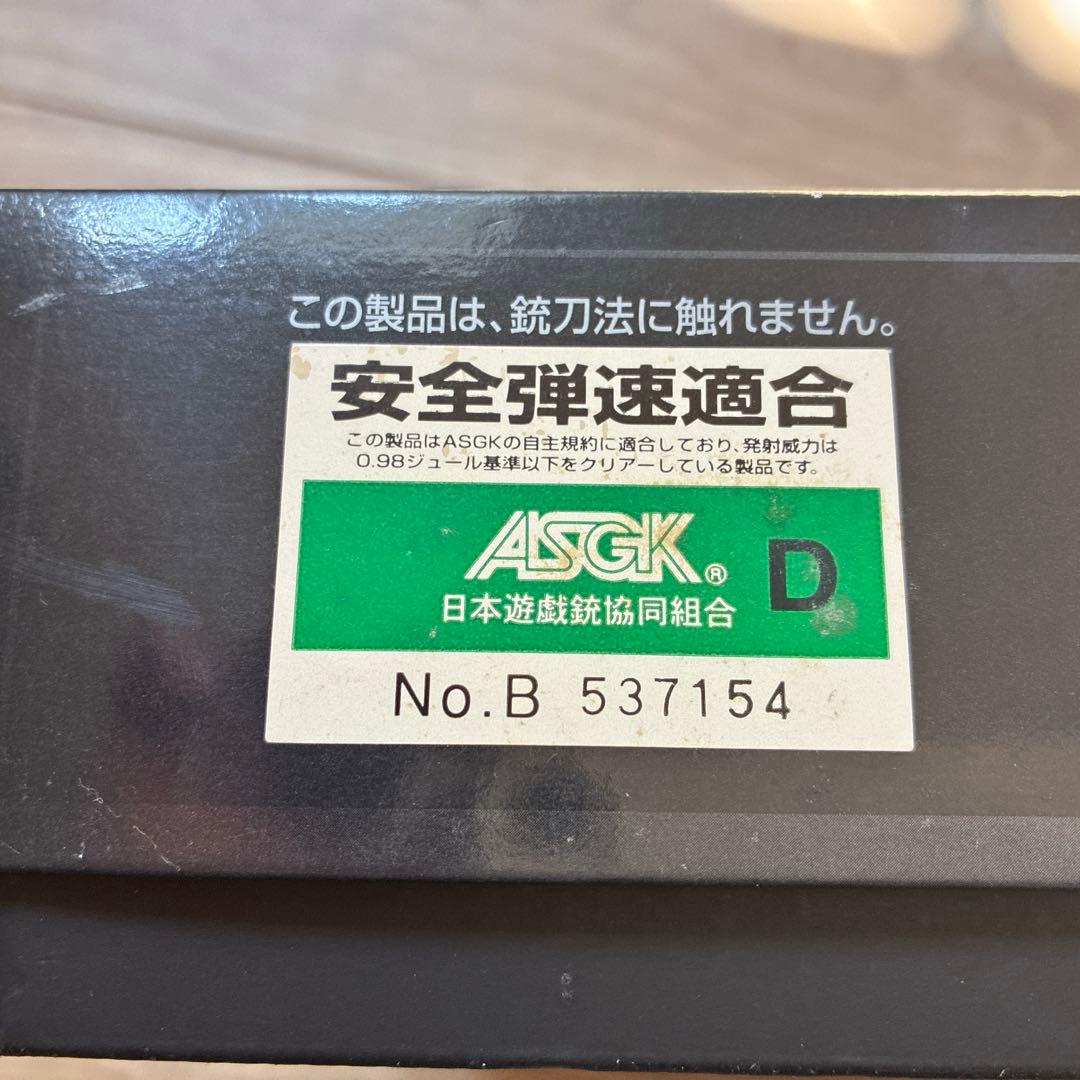 この製品は、銃刀法に触れません。
安全弾速適合
この製品はASGKの自主規約に適合しており、発射威力は
0.98ジュール基準以下をクリアーしている製品です。
ASGK® D
日本遊戯銃協同組合
No.B 537154